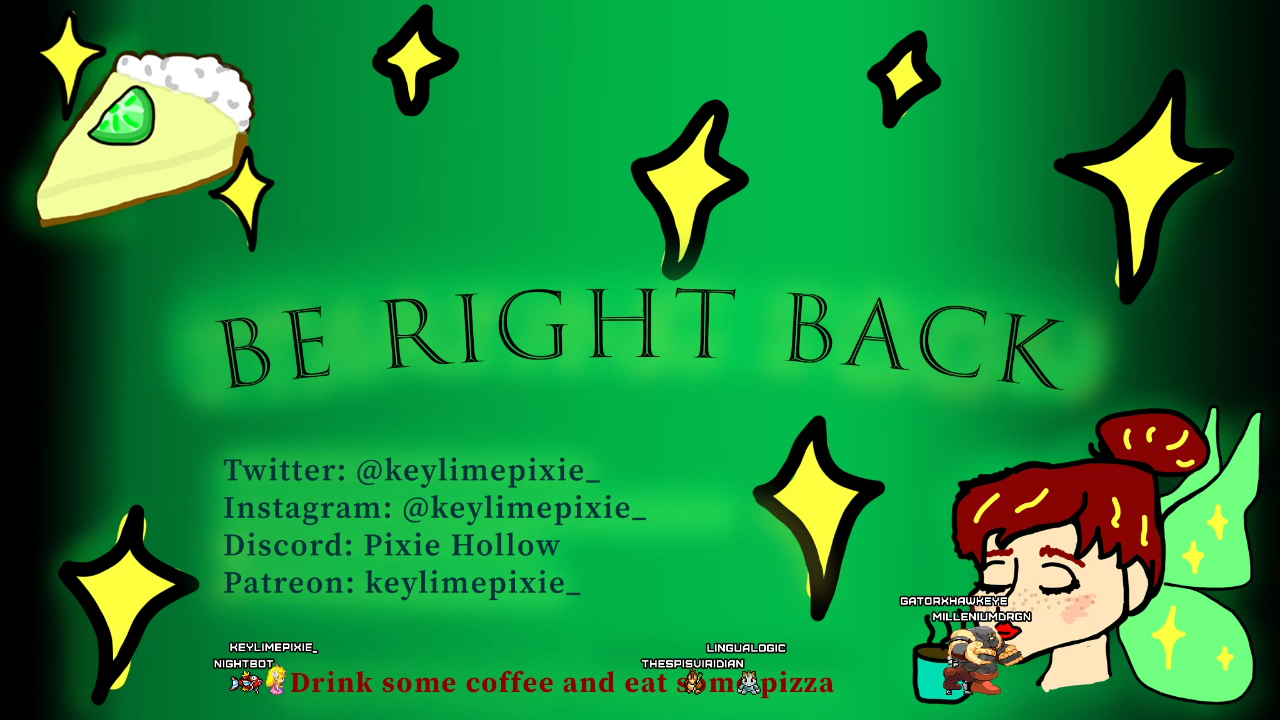 BE RIGHT BACK
Twitter: @keylimepixie_
Instagram: @keylimepixie_
Discord: Pixie Hollow
Patreon: keylimepixie_
GATORXHAWKEYE
MILLENIUMDRGN
KEYLIMEPIXIE_
NIGHTBOT
LINGUALOGIC
THESPISVIRIDIAN
Drink some coffee and eat some pizza